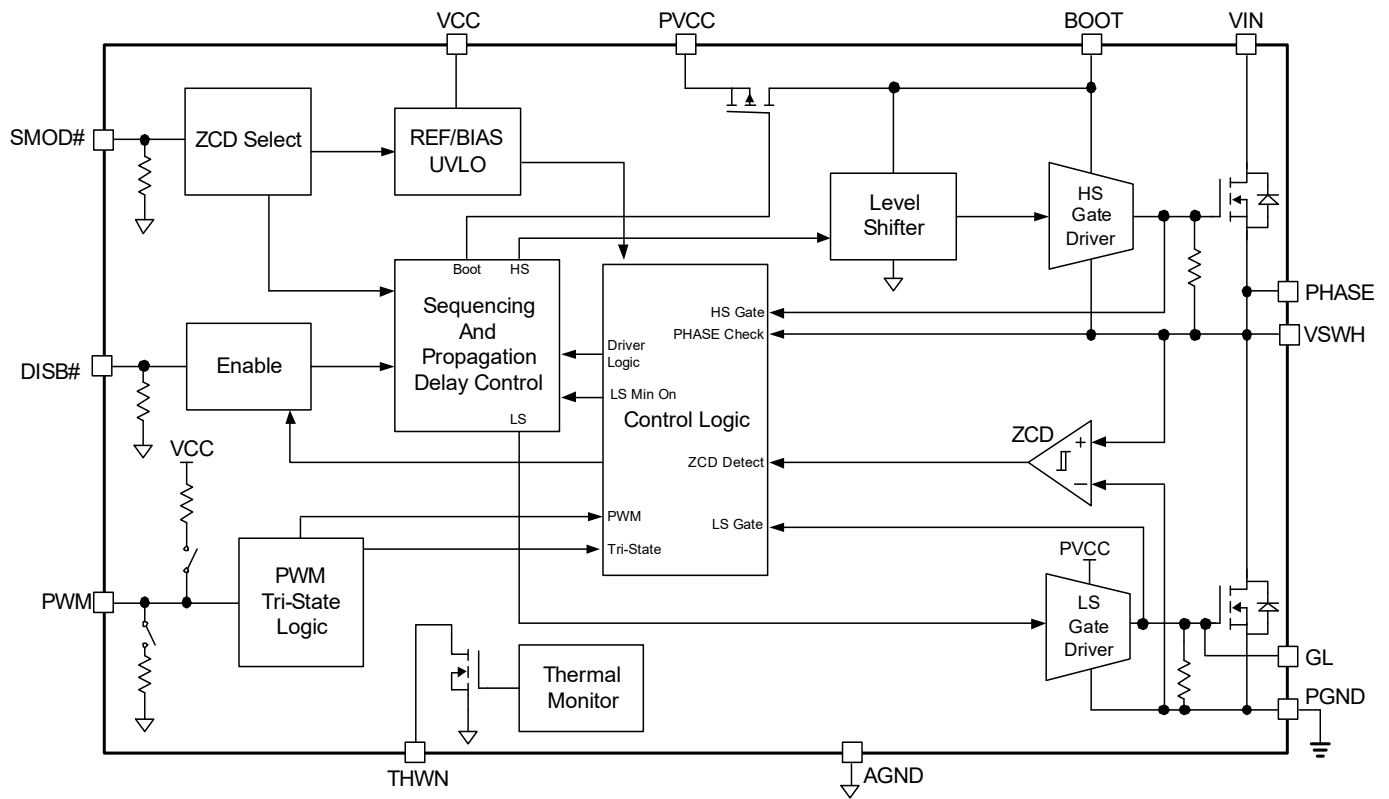 VCC
PVCC
BOOT
VIN
SMOD#
ZCD Select
REF/BIAS
UVLO
Level
Shifter
HS
Gate
Driver
Boot
HS
Sequencing
And
Propagation
Delay Control
LS
HS Gate
PHASE Check
Driver
Logic
LS Min On
Control Logic
ZCD Detect
LS Gate
PWM
Tri-State
PHASE
VSWH
DISB#
Enable
ZCD
+
−
VCC
PWM
PWM
Tri-State
Logic
PVCC
LS
Gate
Driver
GL
PGND
Thermal
Monitor
THWN
AGND